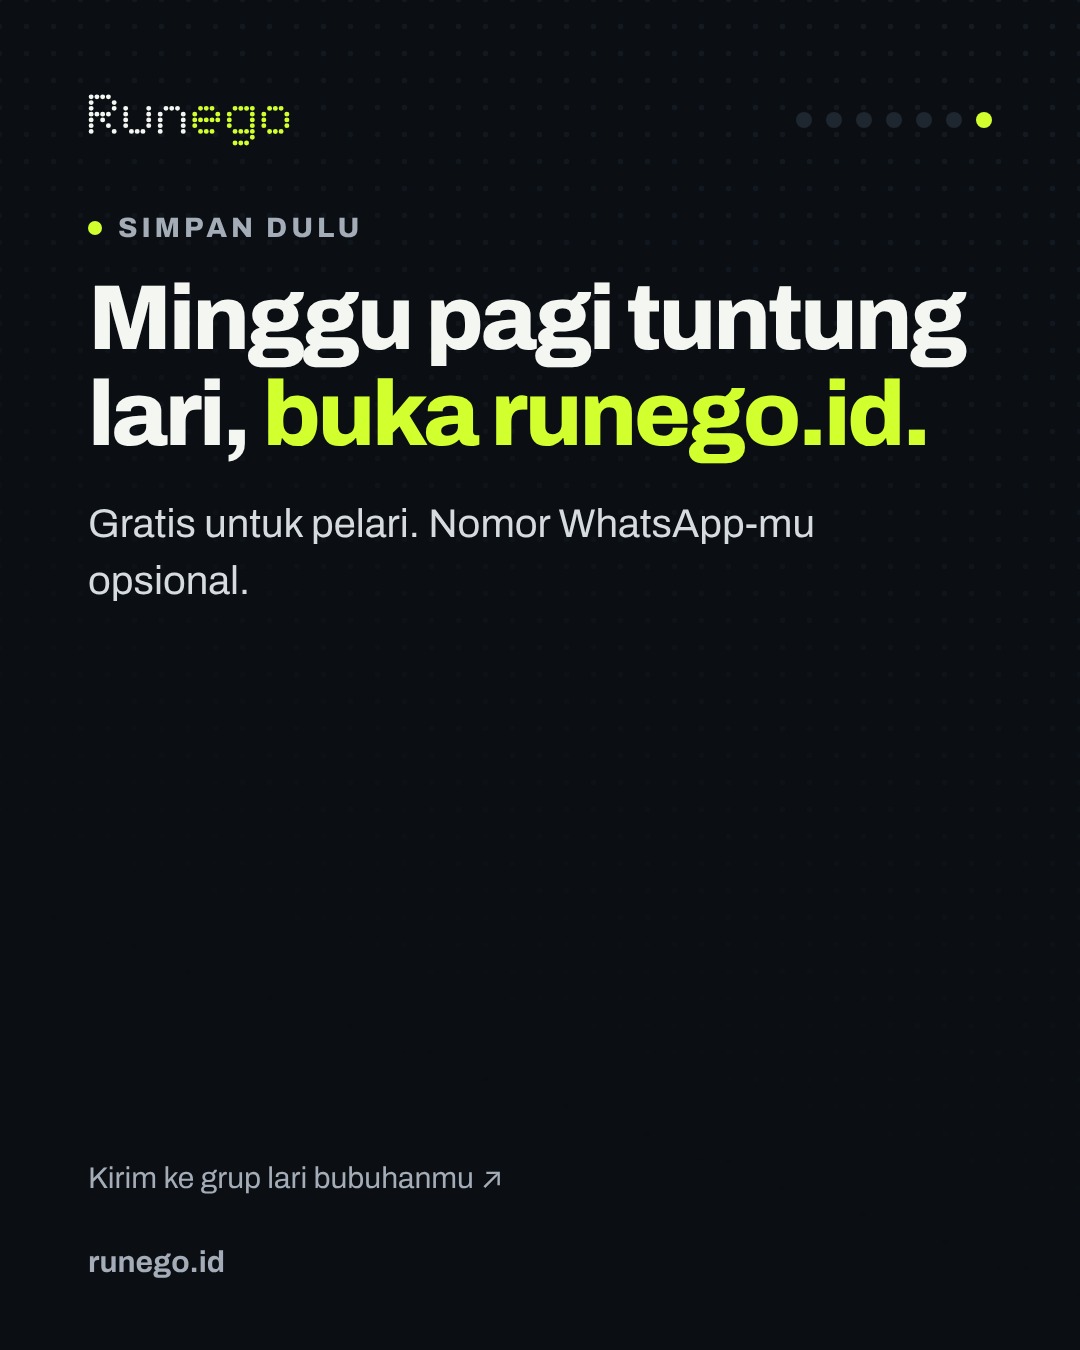 Runego
SIMPAN DULU
Minggu pagi tuntung
lari, buka runego.id.
Gratis untuk pelari. Nomor WhatsApp-mu
opsional.
Kirim ke grup lari bubuhanmu ↗
runego.id